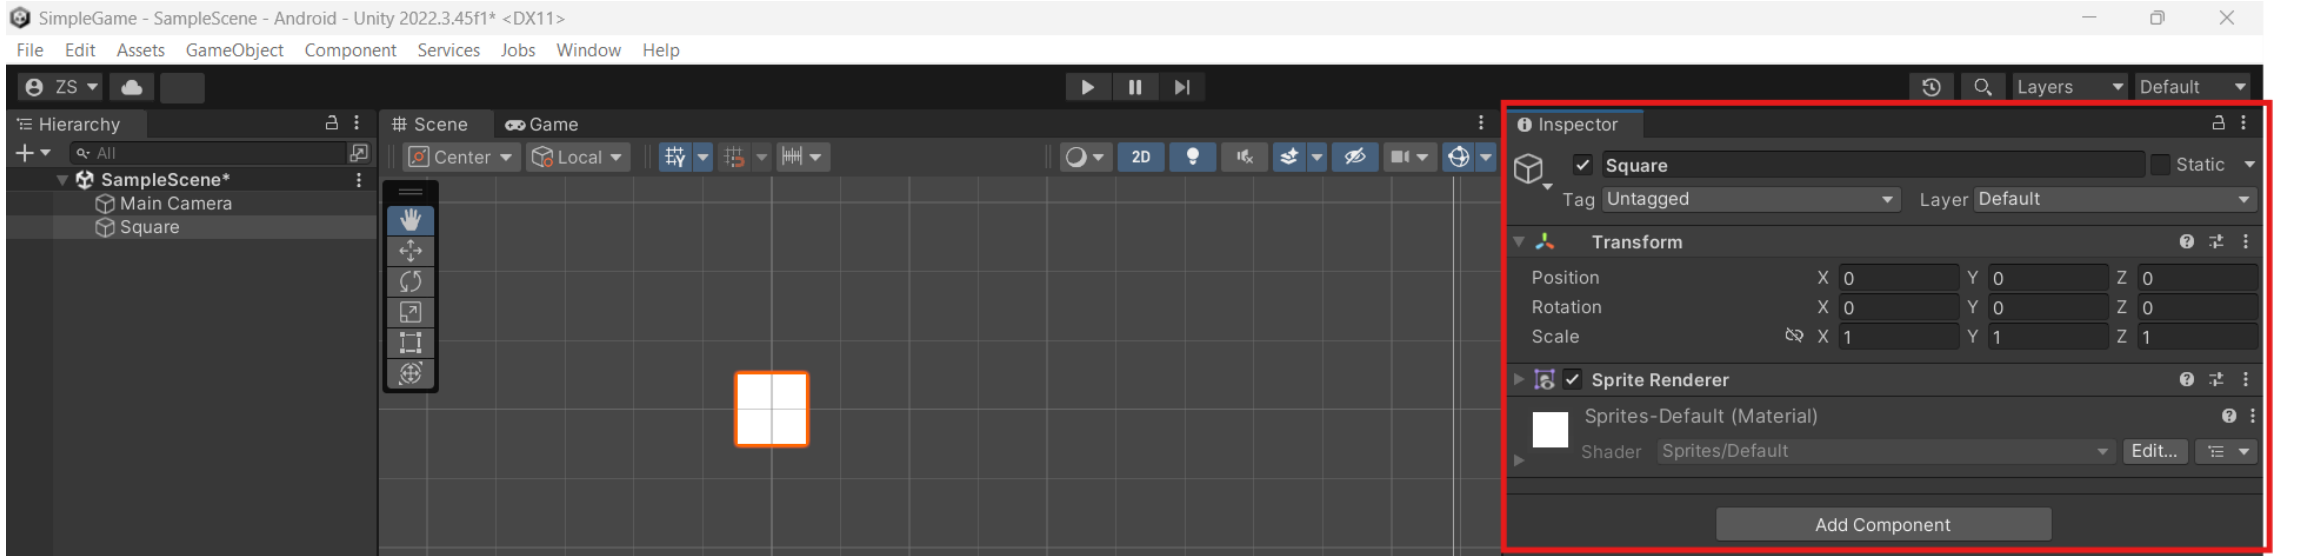 SimpleGame - SampleScene - Android - Unity 2022.3.45f1* <DX11>
File Edit Assets GameObject Component Services Jobs Window Help
ZS Layers Default
Hierarchy
All
SampleScene*
Main Camera
Square
Scene Game
Center Local 2D
Inspector
Square Static
Tag Untagged Layer Default
Transform
Position X 0 Y 0 Z 0
Rotation X 0 Y 0 Z 0
Scale X 1 Y 1 Z 1
Sprite Renderer
Sprites-Default (Material)
Shader Sprites/Default Edit...
Add Component